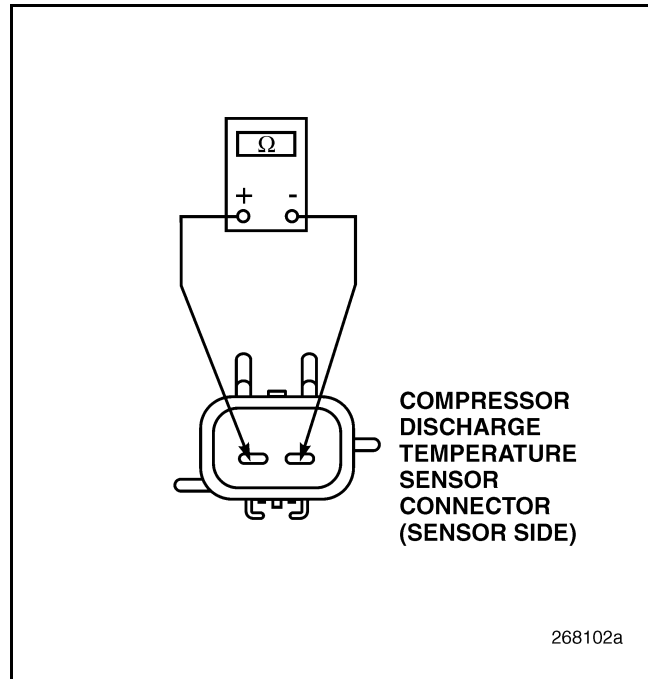 Ω
+ -
COMPRESSOR
DISCHARGE
TEMPERATURE
SENSOR
CONNECTOR
(SENSOR SIDE)
268102a